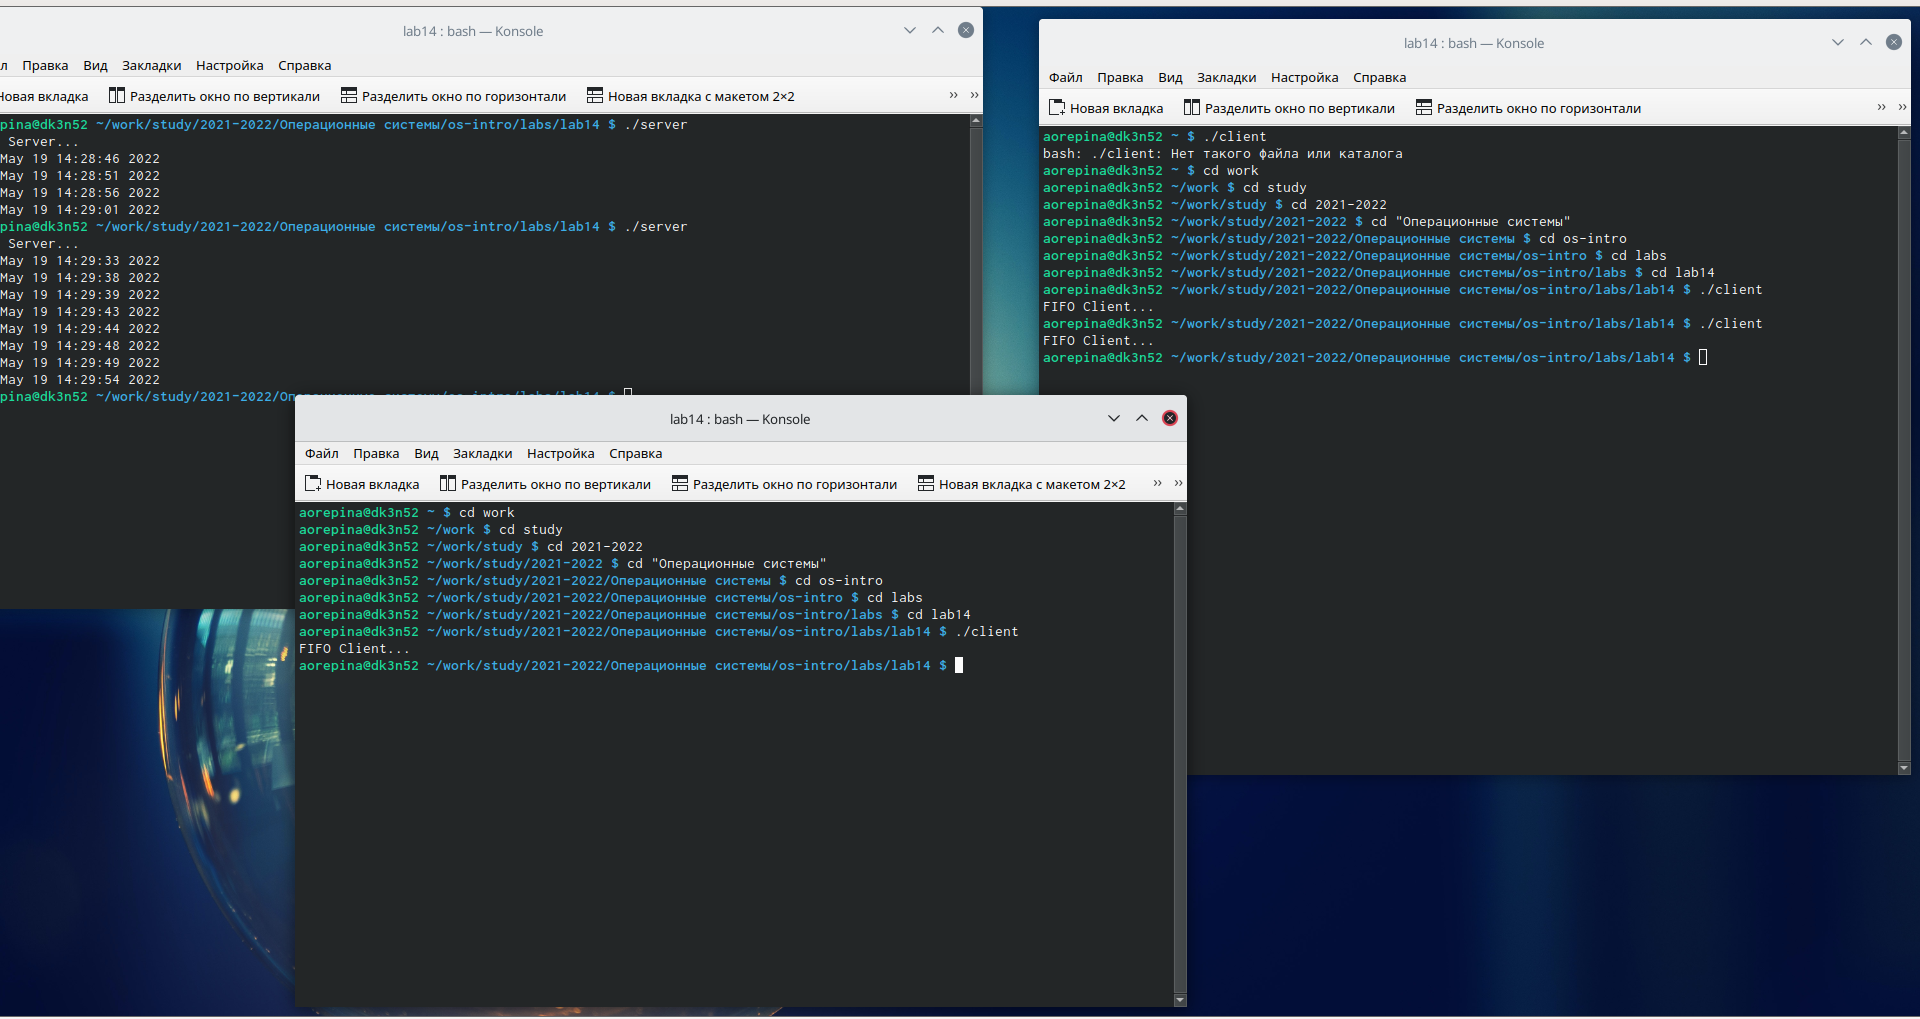 lab14 : bash — Konsole
л Правка Вид Закладки Настройка Справка
Новая вкладка Разделить окно по вертикали Разделить окно по горизонтали Новая вкладка с макетом 2×2 ›› ››
pina@dk3n52 ~/work/study/2021-2022/Операционные системы/os-intro/labs/lab14 $ ./server
Server...
May 19 14:28:46 2022
May 19 14:28:51 2022
May 19 14:28:56 2022
May 19 14:29:01 2022
pina@dk3n52 ~/work/study/2021-2022/Операционные системы/os-intro/labs/lab14 $ ./server
Server...
May 19 14:29:33 2022
May 19 14:29:38 2022
May 19 14:29:39 2022
May 19 14:29:43 2022
May 19 14:29:44 2022
May 19 14:29:48 2022
May 19 14:29:49 2022
May 19 14:29:54 2022
pina@dk3n52 ~/work/study/2021-2022/Операционные системы/os-intro/labs/lab14 $
lab14 : bash — Konsole
Файл Правка Вид Закладки Настройка Справка
Новая вкладка Разделить окно по вертикали Разделить окно по горизонтали ›› ››
aorepina@dk3n52 ~ $ ./client
bash: ./client: Нет такого файла или каталога
aorepina@dk3n52 ~ $ cd work
aorepina@dk3n52 ~/work $ cd study
aorepina@dk3n52 ~/work/study $ cd 2021-2022
aorepina@dk3n52 ~/work/study/2021-2022 $ cd "Операционные системы"
aorepina@dk3n52 ~/work/study/2021-2022/Операционные системы $ cd os-intro
aorepina@dk3n52 ~/work/study/2021-2022/Операционные системы/os-intro $ cd labs
aorepina@dk3n52 ~/work/study/2021-2022/Операционные системы/os-intro/labs $ cd lab14
aorepina@dk3n52 ~/work/study/2021-2022/Операционные системы/os-intro/labs/lab14 $ ./client
FIFO Client...
aorepina@dk3n52 ~/work/study/2021-2022/Операционные системы/os-intro/labs/lab14 $ ./client
FIFO Client...
aorepina@dk3n52 ~/work/study/2021-2022/Операционные системы/os-intro/labs/lab14 $
lab14 : bash — Konsole
Файл Правка Вид Закладки Настройка Справка
Новая вкладка Разделить окно по вертикали Разделить окно по горизонтали Новая вкладка с макетом 2×2 ›› ››
aorepina@dk3n52 ~ $ cd work
aorepina@dk3n52 ~/work $ cd study
aorepina@dk3n52 ~/work/study $ cd 2021-2022
aorepina@dk3n52 ~/work/study/2021-2022 $ cd "Операционные системы"
aorepina@dk3n52 ~/work/study/2021-2022/Операционные системы $ cd os-intro
aorepina@dk3n52 ~/work/study/2021-2022/Операционные системы/os-intro $ cd labs
aorepina@dk3n52 ~/work/study/2021-2022/Операционные системы/os-intro/labs $ cd lab14
aorepina@dk3n52 ~/work/study/2021-2022/Операционные системы/os-intro/labs/lab14 $ ./client
FIFO Client...
aorepina@dk3n52 ~/work/study/2021-2022/Операционные системы/os-intro/labs/lab14 $